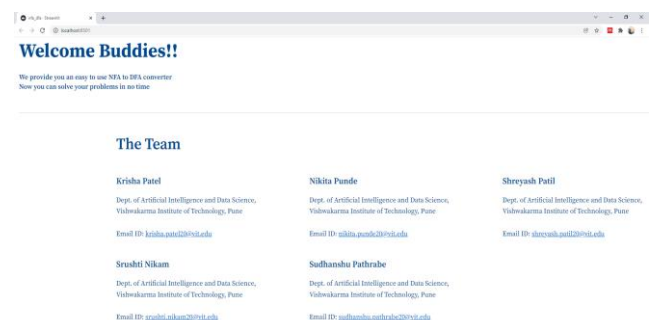 nfa_dfa · Streamlit
localhost:8501
Welcome Buddies!!
We provide you an easy to use NFA to DFA converter
Now you can solve your problems in no time
The Team
Krisha Patel
Dept. of Artificial Intelligence and Data Science,
Vishwakarma Institute of Technology, Pune
Email ID: krisha.patel20@vit.edu
Nikita Punde
Dept. of Artificial Intelligence and Data Science,
Vishwakarma Institute of Technology, Pune
Email ID: nikita.punde20@vit.edu
Shreyash Patil
Dept. of Artificial Intelligence and Data Science,
Vishwakarma Institute of Technology, Pune
Email ID: shreyash.patil20@vit.edu
Srushti Nikam
Dept. of Artificial Intelligence and Data Science,
Vishwakarma Institute of Technology, Pune
Email ID: srushti.nikam20@vit.edu
Sudhanshu Pathrabe
Dept. of Artificial Intelligence and Data Science,
Vishwakarma Institute of Technology, Pune
Email ID: sudhanshu.pathrabe20@vit.edu